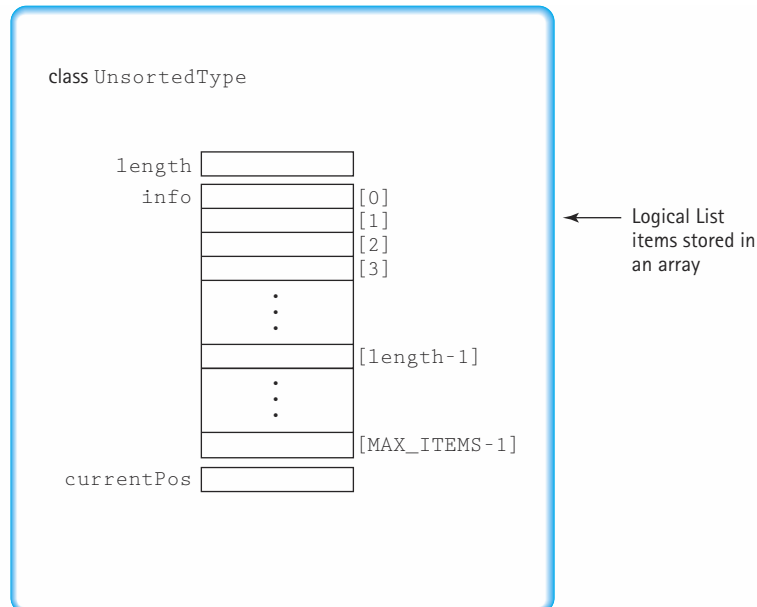 class UnsortedType
length
info
[0]
[1]
[2]
[3]
[length-1]
[MAX_ITEMS-1]
currentPos
Logical List
items stored in
an array